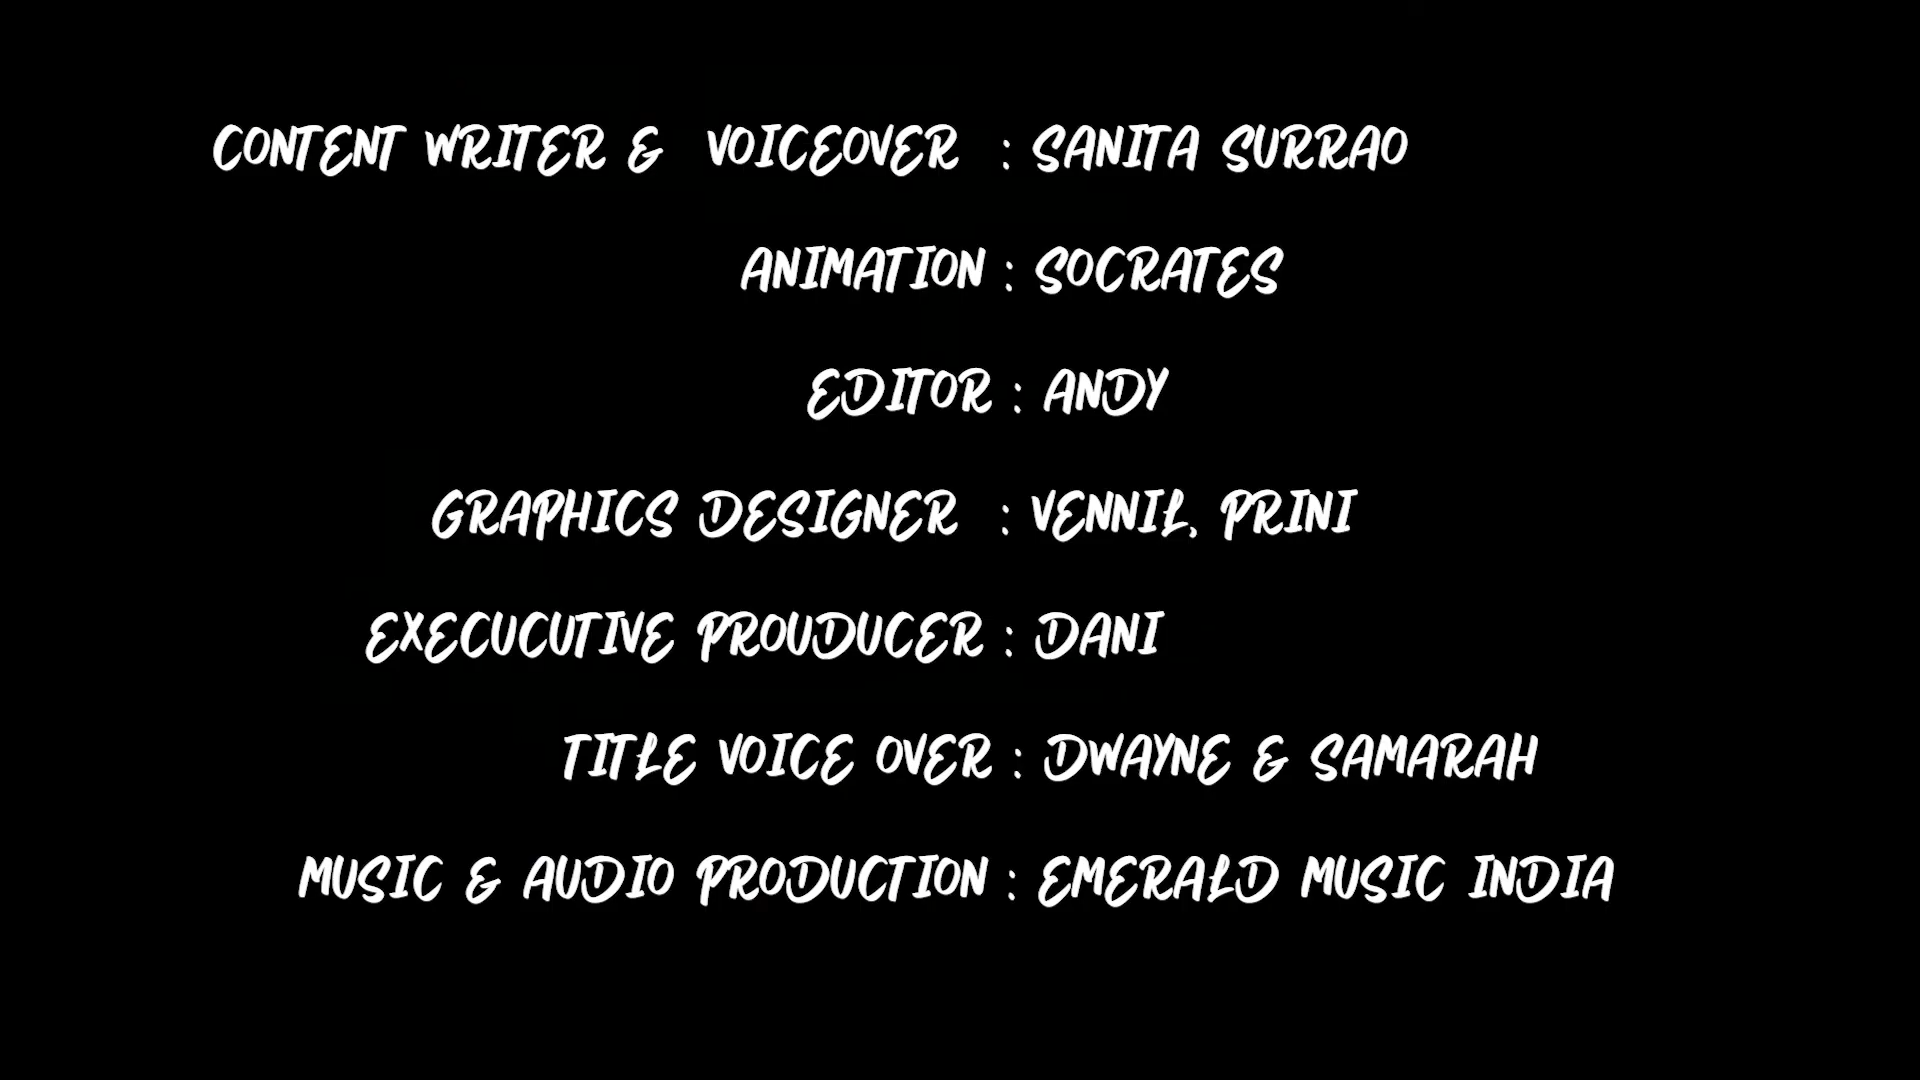 CONTENT WRITER & VOICEOVER : SANITA SURRAO
ANIMATION : SOCRATES
EDITOR : ANDY
GRAPHICS DESIGNER : VENNIL, PRINI
EXECUCUTIVE PROUDUCER : DANI
TITLE VOICE OVER : DWAYNE & SAMARAH
MUSIC & AUDIO PRODUCTION : EMERALD MUSIC INDIA